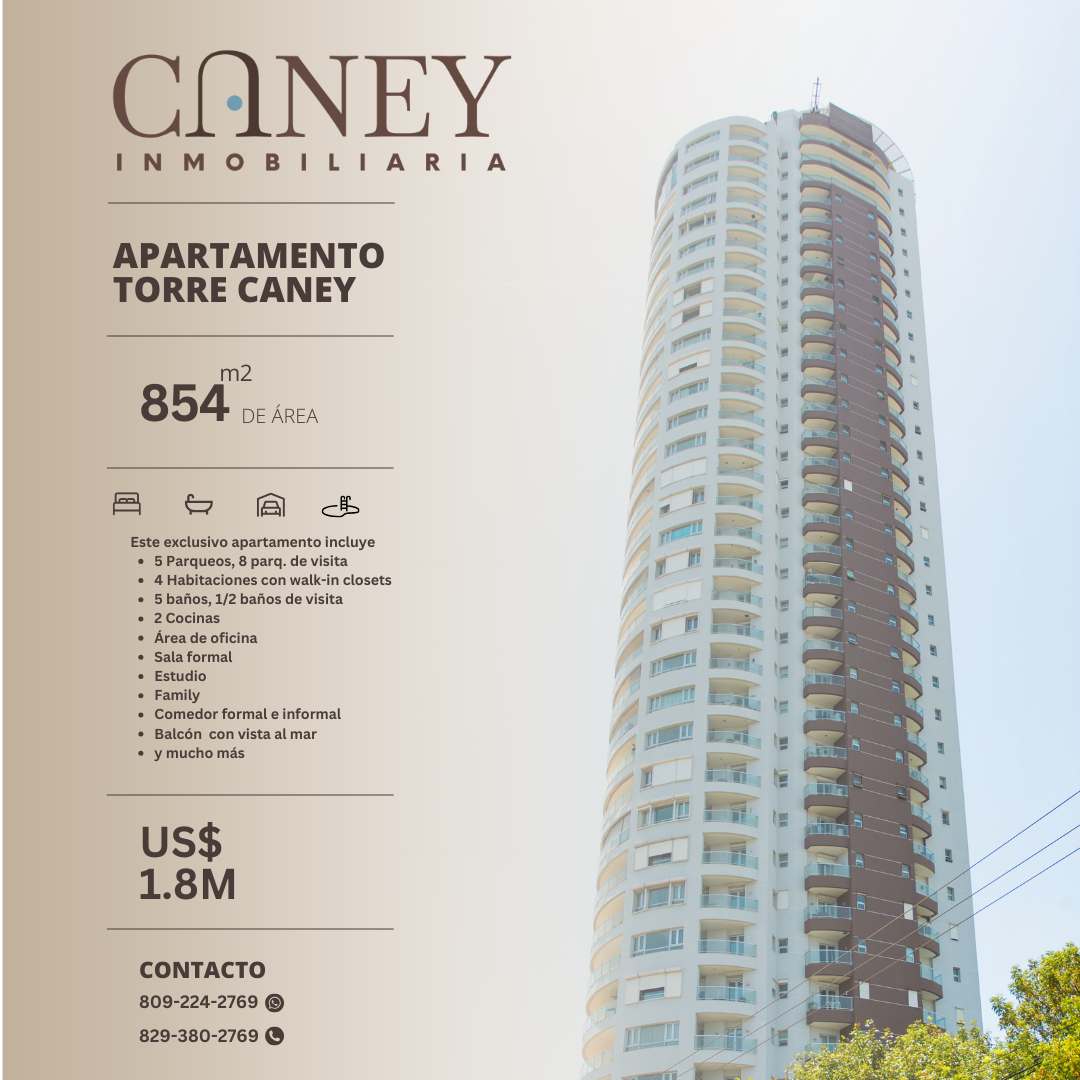 CANEY
INMOBILIARIA
APARTAMENTO
TORRE CANEY
854 m2 DE ÁREA
Este exclusivo apartamento incluye
• 5 Parqueos, 8 parq. de visita
• 4 Habitaciones con walk-in closets
• 5 baños, 1/2 baños de visita
• 2 Cocinas
• Área de oficina
• Sala formal
• Estudio
• Family
• Comedor formal e informal
• Balcón con vista al mar
• y mucho más
US$
1.8M
CONTACTO
809-224-2769
829-380-2769